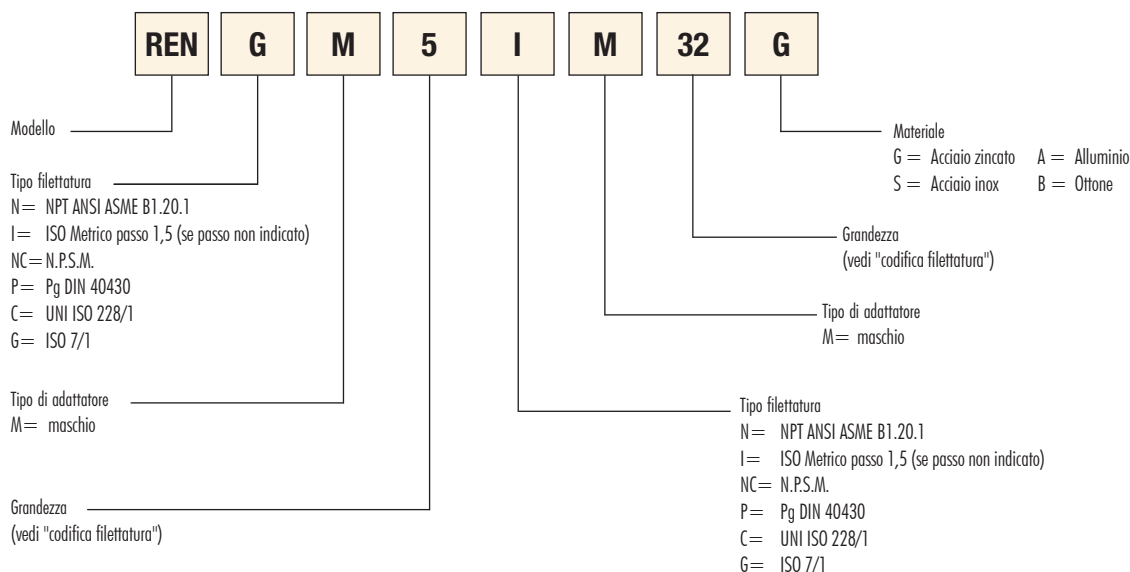 REN G M 5 I M 32 G
Modello
Tipo filettatura
N= NPT ANSI ASME B1.20.1
I= ISO Metrico passo 1,5 (se passo non indicato)
NC= N.P.S.M.
P= Pg DIN 40430
C= UNI ISO 228/1
G= ISO 7/1
Tipo di adattatore
M= maschio
Grandezza
(vedi "codifica filettatura")
Materiale
G = Acciaio zincato A = Alluminio
S = Acciaio inox B = Ottone
Grandezza
(vedi "codifica filettatura")
Tipo di adattatore
M= maschio
Tipo filettatura
N= NPT ANSI ASME B1.20.1
I= ISO Metrico passo 1,5 (se passo non indicato)
NC= N.P.S.M.
P= Pg DIN 40430
C= UNI ISO 228/1
G= ISO 7/1